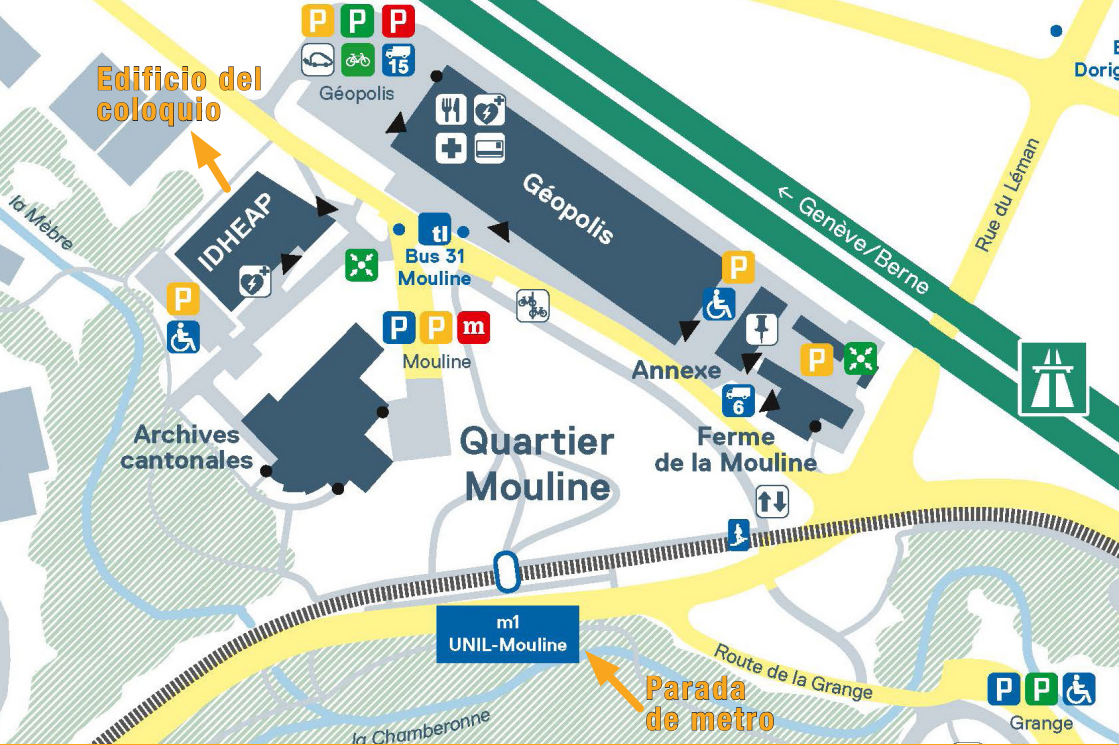 P P P
15
Géopolis
Edificio del
coloquio
la Mèbre
IDHEAP
Géopolis
← Genève/Berne
Rue du Léman
Dorig
tl
Bus 31
Mouline
P
P
P P m
Mouline
P
Annexe
6
Ferme
de la Mouline
Archives
cantonales
Quartier
Mouline
m1
UNIL-Mouline
Parada
de metro
Route de la Grange
la Chamberonne
P P
Grange